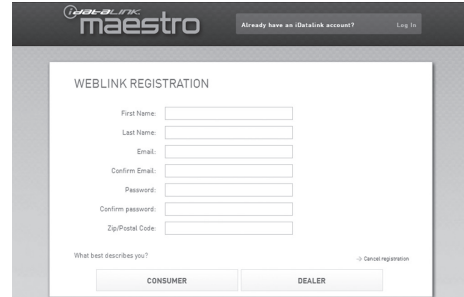 iDataLINK
maestro
Already have an iDatalink account? Log In
WEBLINK REGISTRATION
First Name:
Last Name:
Email:
Confirm Email:
Password:
Confirm password:
Zip/Postal Code:
What best describes you?
-> Cancel registration
CONSUMER DEALER